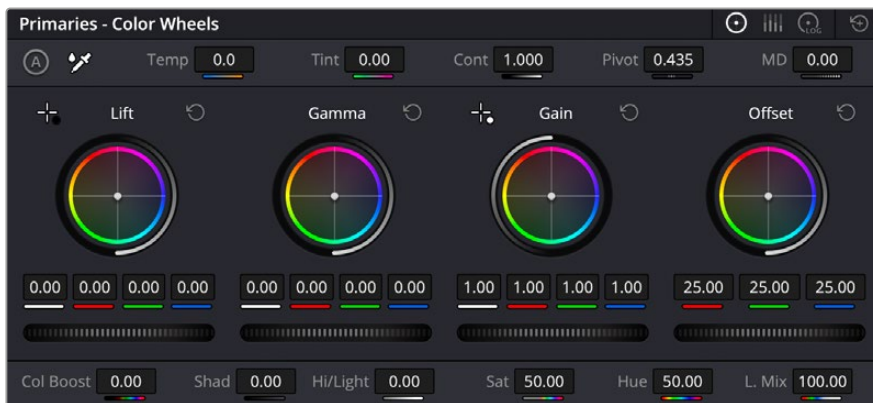 Primaries - Color Wheels
LOG
A Temp 0.0 Tint 0.00 Cont 1.000 Pivot 0.435 MD 0.00
Lift Gamma Gain Offset
0.00 0.00 0.00 0.00 0.00 0.00 0.00 0.00 1.00 1.00 1.00 1.00 25.00 25.00 25.00
Col Boost 0.00 Shad 0.00 Hi/Light 0.00 Sat 50.00 Hue 50.00 L. Mix 100.00